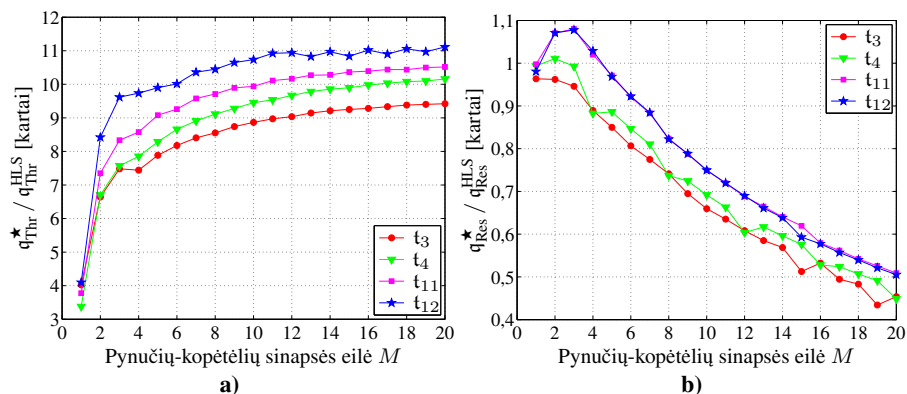 q★Thr / qHLSThr [kartai]
12
11
10
9
8
7
6
5
4
3
0 2 4 6 8 10 12 14 16 18 20
t3
t4
t11
t12
Pynučių-kopėtėlių sinapsės eilė M
a)
q★Res / qHLSRes [kartai]
1,1
1
0,9
0,8
0,7
0,6
0,5
0,4
0 2 4 6 8 10 12 14 16 18 20
t3
t4
t11
t12
Pynučių-kopėtėlių sinapsės eilė M
b)